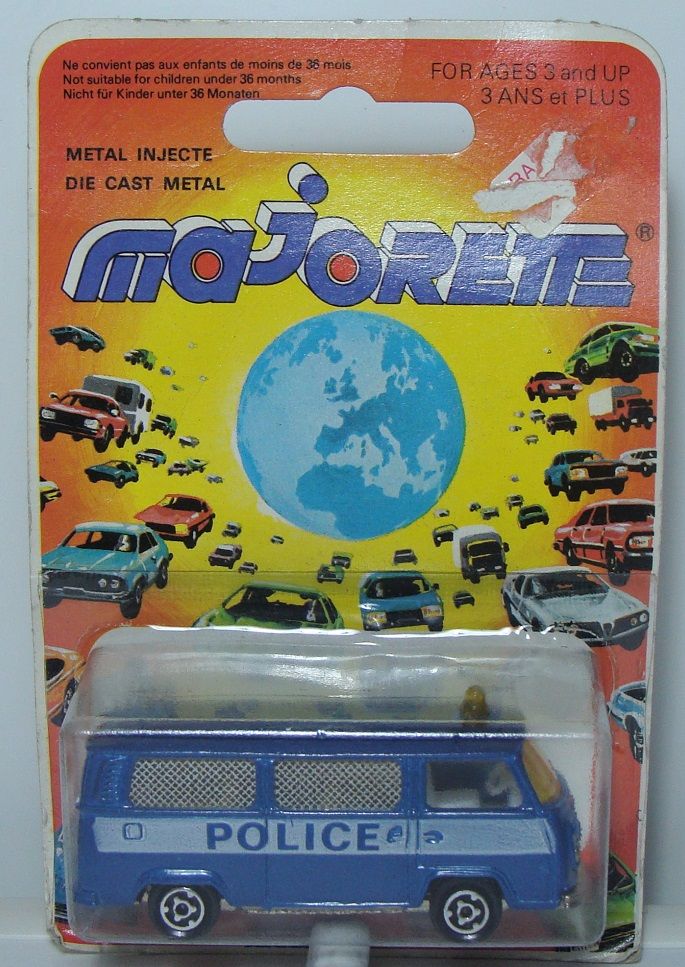 Ne convient pas aux enfants de moins de 36 mois
Not suitable for children under 36 months
Nicht für Kinder unter 36 Monaten
FOR AGES 3 and UP
3 ANS et PLUS
METAL INJECTE
DIE CAST METAL
BA
majORETTE®
POLICE